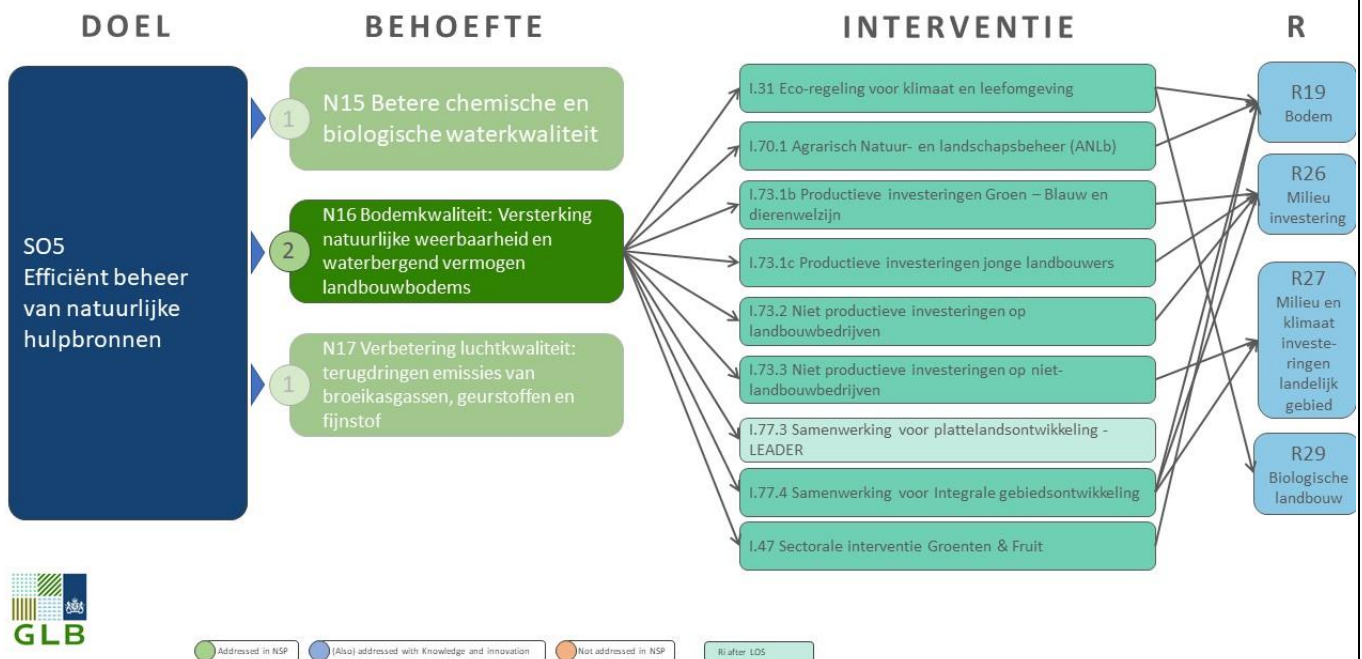 DOEL
BEHOEFTE
INTERVENTIE
R
SO5
Efficiënt beheer
van natuurlijke
hulpbronnen
1
N15 Betere chemische en
biologische waterkwaliteit
2
N16 Bodemkwaliteit: Versterking
natuurlijke weerbaarheid en
waterbergend vermogen
landbouwbodems
1
N17 Verbetering luchtkwaliteit:
terugdringen emissies van
broeikasgassen, geurstoffen en
fijnstof
I.31 Eco-regeling voor klimaat en leefomgeving
I.70.1 Agrarisch Natuur- en landschapsbeheer (ANLb)
I.73.1b Productieve investeringen Groen – Blauw en
dierenwelzijn
I.73.1c Productieve investeringen jonge landbouwers
I.73.2 Niet productieve investeringen op
landbouwbedrijven
I.73.3 Niet productieve investeringen op niet-
landbouwbedrijven
I.77.3 Samenwerking voor plattelandsontwikkeling -
LEADER
I.77.4 Samenwerking voor Integrale gebiedsontwikkeling
I.47 Sectorale interventie Groenten & Fruit
R19
Bodem
R26
Milieu
investering
R27
Milieu en
klimaat
investe-
ringen
landelijk
gebied
R29
Biologische
landbouw
GLB
Addressed in NSP
(Also) addressed with Knowledge and innovation
Not addressed in NSP
Ri after LOS